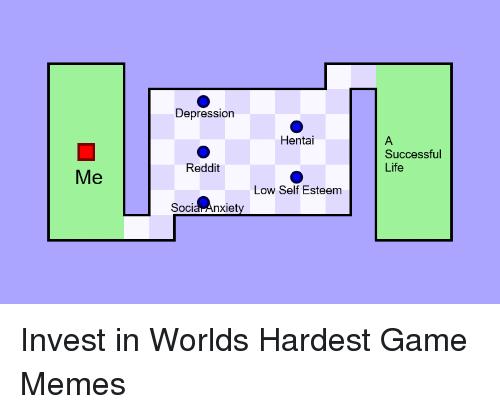 Depression
Hentai
Reddit
Me
Low Self Esteem
Social Anxiety
A
Successful
Life
Invest in Worlds Hardest Game
Memes